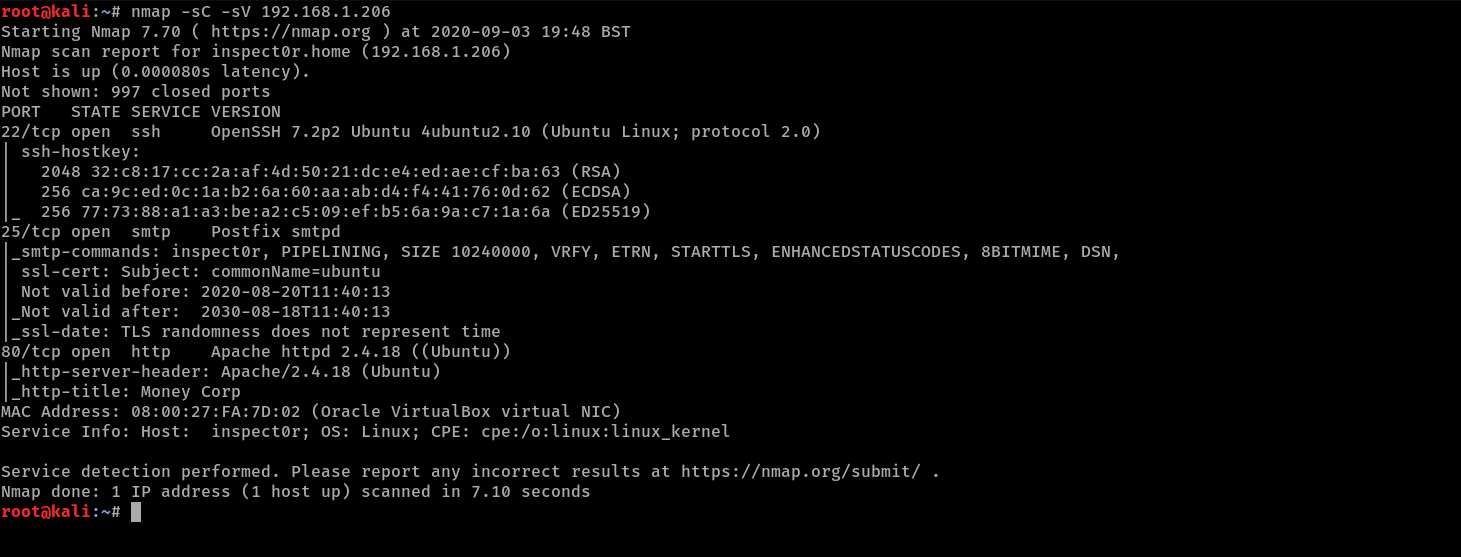 root@kali:~# nmap -sC -sV 192.168.1.206
Starting Nmap 7.70 ( https://nmap.org ) at 2020-09-03 19:48 BST
Nmap scan report for inspect0r.home (192.168.1.206)
Host is up (0.000080s latency).
Not shown: 997 closed ports
PORT   STATE SERVICE VERSION
22/tcp open  ssh     OpenSSH 7.2p2 Ubuntu 4ubuntu2.10 (Ubuntu Linux; protocol 2.0)
| ssh-hostkey:
|   2048 32:c8:17:cc:2a:af:4d:50:21:dc:e4:ed:ae:cf:ba:63 (RSA)
|   256 ca:9c:ed:0c:1a:b2:6a:60:aa:ab:d4:f4:41:76:0d:62 (ECDSA)
|_  256 77:73:88:a1:a3:be:a2:c5:09:ef:b5:6a:9a:c7:1a:6a (ED25519)
25/tcp open  smtp    Postfix smtpd
|_smtp-commands: inspect0r, PIPELINING, SIZE 10240000, VRFY, ETRN, STARTTLS, ENHANCEDSTATUSCODES, 8BITMIME, DSN,
| ssl-cert: Subject: commonName=ubuntu
| Not valid before: 2020-08-20T11:40:13
|_Not valid after:  2030-08-18T11:40:13
|_ssl-date: TLS randomness does not represent time
80/tcp open  http    Apache httpd 2.4.18 ((Ubuntu))
|_http-server-header: Apache/2.4.18 (Ubuntu)
|_http-title: Money Corp
MAC Address: 08:00:27:FA:7D:02 (Oracle VirtualBox virtual NIC)
Service Info: Host:  inspect0r; OS: Linux; CPE: cpe:/o:linux:linux_kernel

Service detection performed. Please report any incorrect results at https://nmap.org/submit/ .
Nmap done: 1 IP address (1 host up) scanned in 7.10 seconds
root@kali:~#